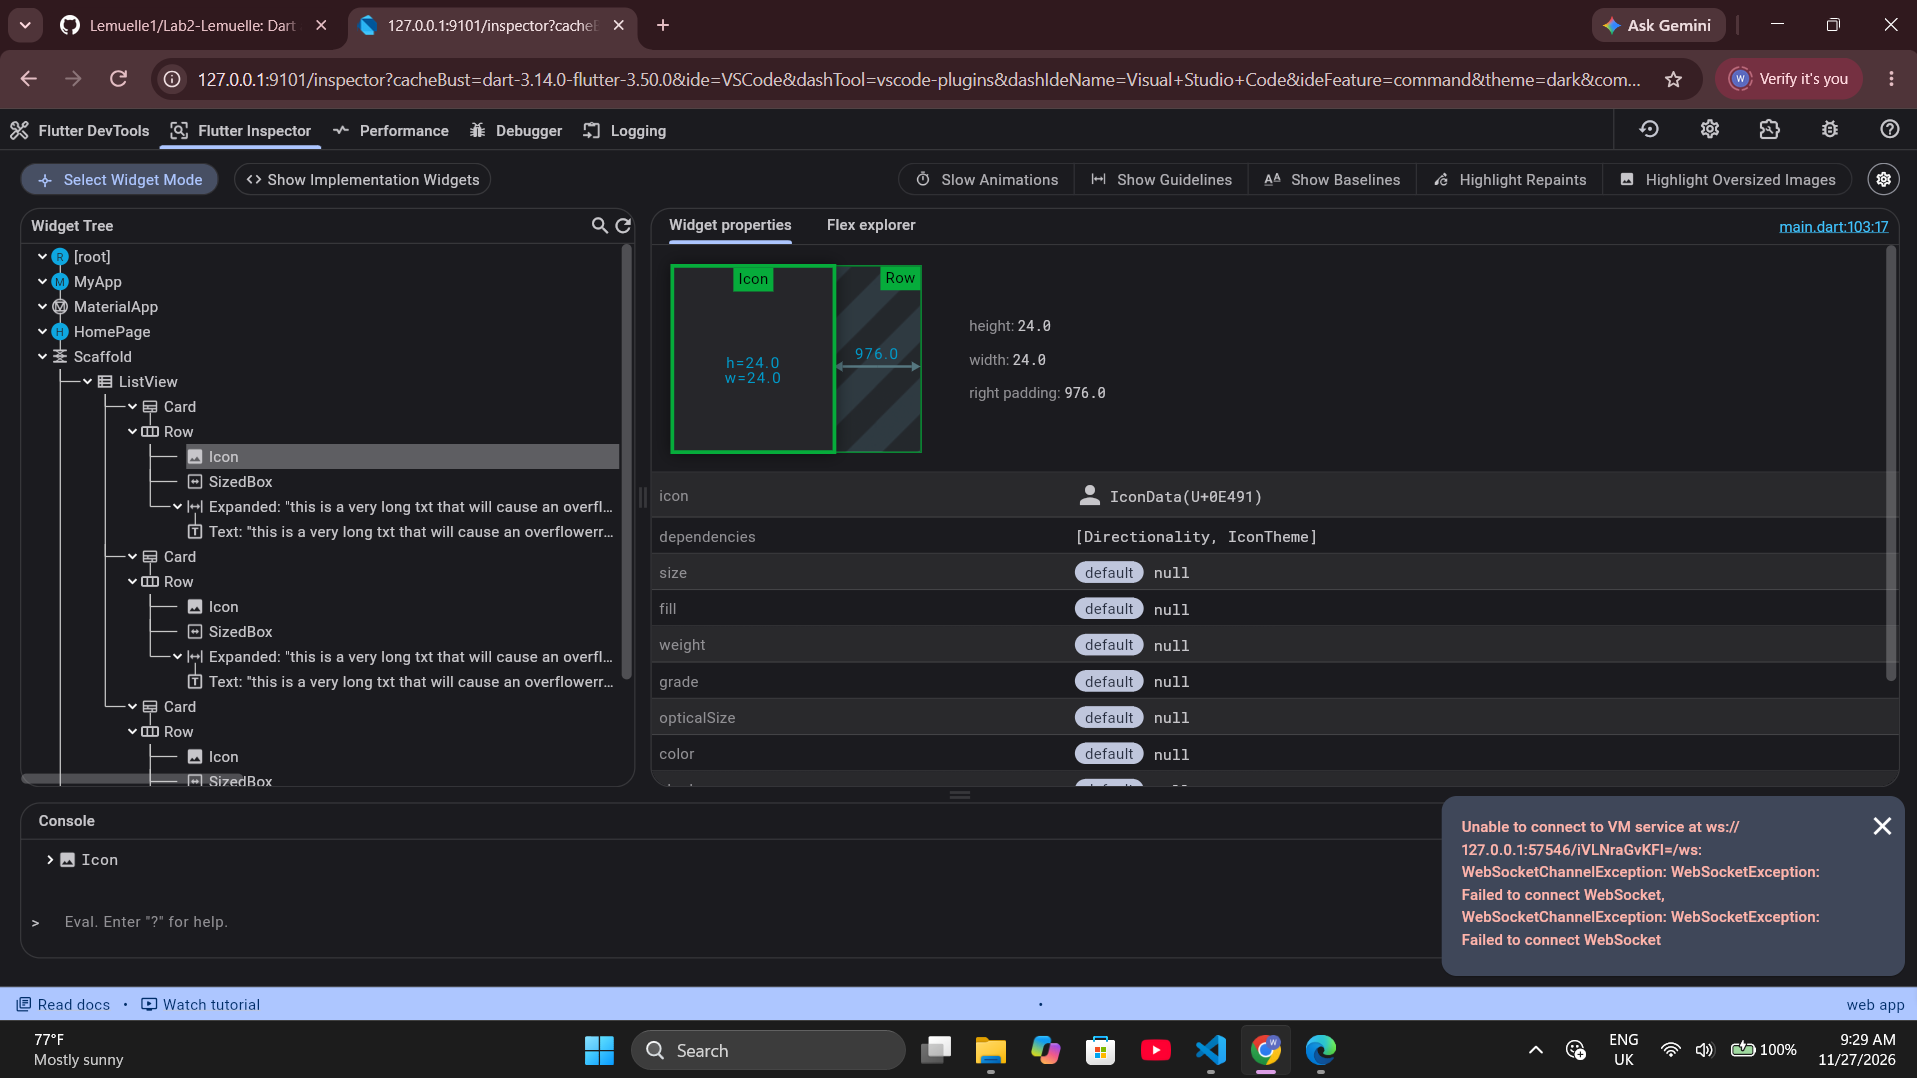 Lemuelle1/Lab2-Lemuelle: Dart
127.0.0.1:9101/inspector?cacheB
Ask Gemini
127.0.0.1:9101/inspector?cacheBust=dart-3.14.0-flutter-3.50.0&ide=VSCode&dashTool=vscode-plugins&dashIdeName=Visual+Studio+Code&ideFeature=command&theme=dark&com...
W
Verify it's you
Flutter DevTools
Flutter Inspector
Performance
Debugger
Logging
Select Widget Mode
Show Implementation Widgets
Slow Animations
Show Guidelines
Show Baselines
Highlight Repaints
Highlight Oversized Images
Widget Tree
R [root]
M MyApp
M MaterialApp
H HomePage
Scaffold
ListView
Card
Row
Icon
SizedBox
Expanded: "this is a very long txt that will cause an overfl...
Text: "this is a very long txt that will cause an overflowerr...
Card
Row
Icon
SizedBox
Expanded: "this is a very long txt that will cause an overfl...
Text: "this is a very long txt that will cause an overflowerr...
Card
Row
Icon
SizedBox
Widget properties
Flex explorer
main.dart:103:17
Icon
Row
h=24.0
w=24.0
976.0
height: 24.0
width: 24.0
right padding: 976.0
icon
IconData(U+0E491)
dependencies
[Directionality, IconTheme]
size
default null
fill
default null
weight
default null
grade
default null
opticalSize
default null
color
default null
Console
Icon
> Eval. Enter "?" for help.
Unable to connect to VM service at ws://
127.0.0.1:57546/iVLNraGvKFI=/ws:
WebSocketChannelException: WebSocketException:
Failed to connect WebSocket,
WebSocketChannelException: WebSocketException:
Failed to connect WebSocket
Read docs • Watch tutorial
•
web app
77°F
Mostly sunny
Search
ENG
UK
100%
9:29 AM
11/27/2026